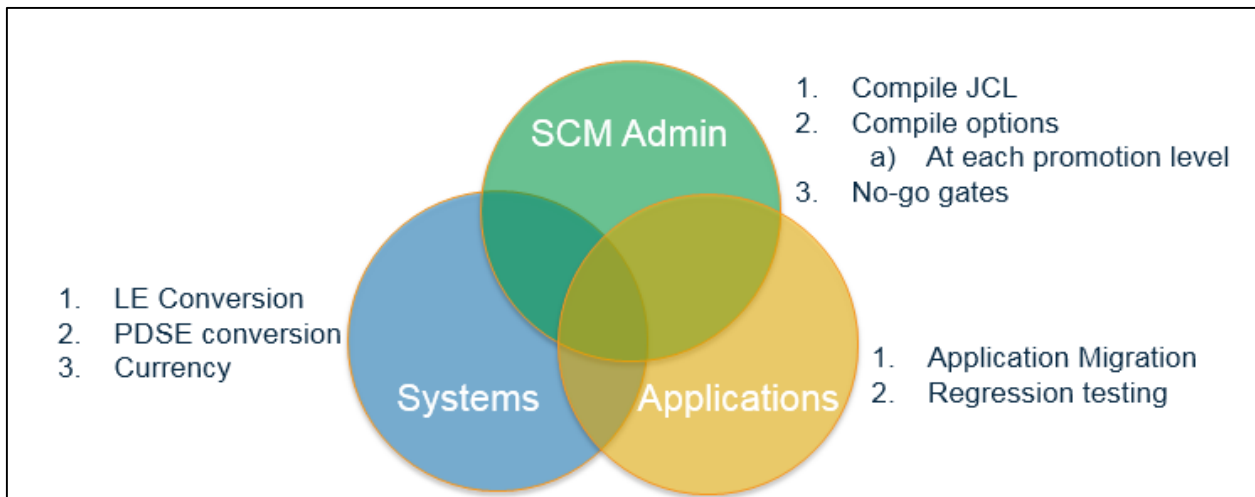 SCM Admin
1. Compile JCL
2. Compile options
a) At each promotion level
3. No-go gates
1. LE Conversion
2. PDSE conversion
3. Currency
Systems
Applications
1. Application Migration
2. Regression testing